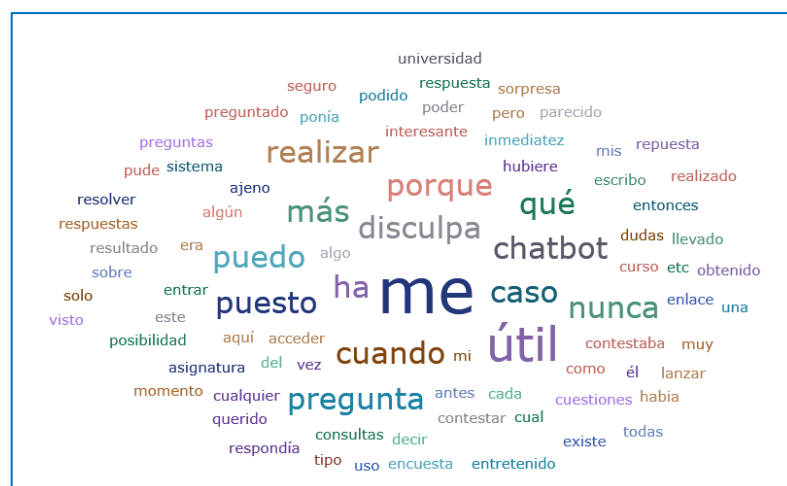 universidad
seguro podido respuesta sorpresa
preguntado ponía poder pero parecido
preguntas realizar interesante inmediatez mis repuesta
pude sistema ajeno porque hubiere escribo realizado
resolver algún más disculpa qué entonces
respuestas
resultado era puedo algo chatbot dudas llevado
sobre curso etc obtenido
solo entrar puesto ha me caso nunca enlace una
visto este
posibilidad aquí acceder cuando mi útil contestaba muy
asignatura del vez como él lanzar
momento cualquier pregunta antes cada cuestiones habia
querido contestar cual
respondía consultas decir existe todas
tipo uso encuesta entretenido